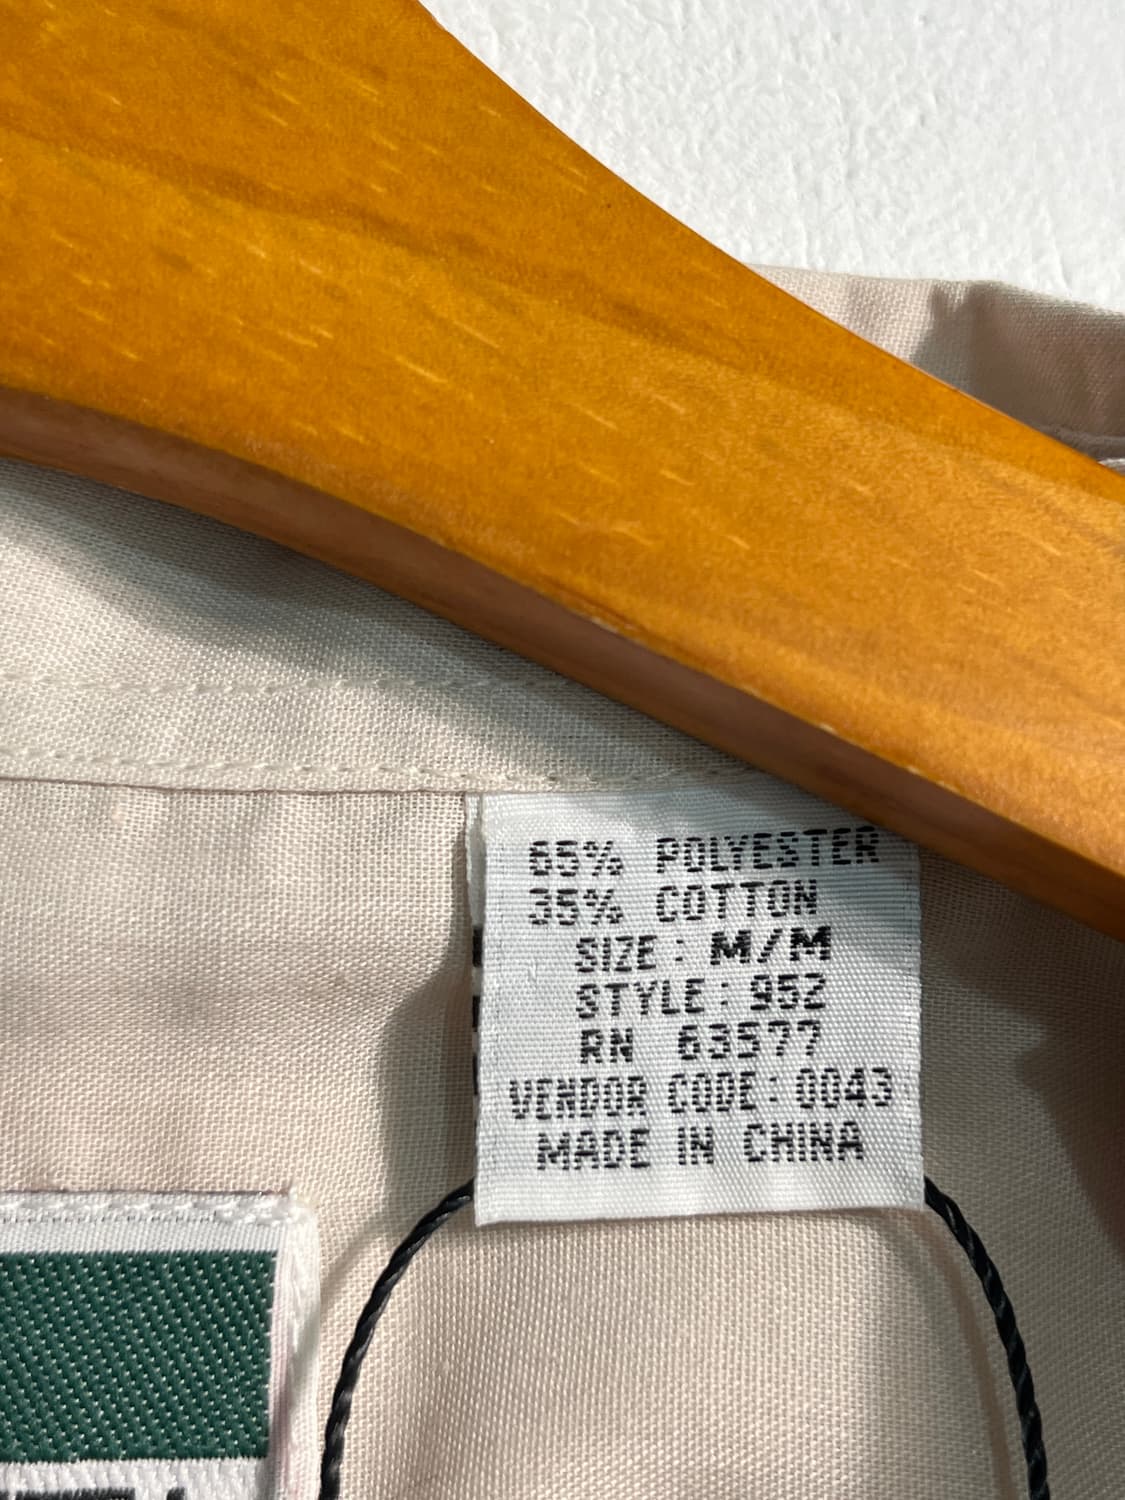 65% POLYESTER
35% COTTON
SIZE: M/M
STYLE: 952
RN 63577
VENDOR CODE: 0043
MADE IN CHINA